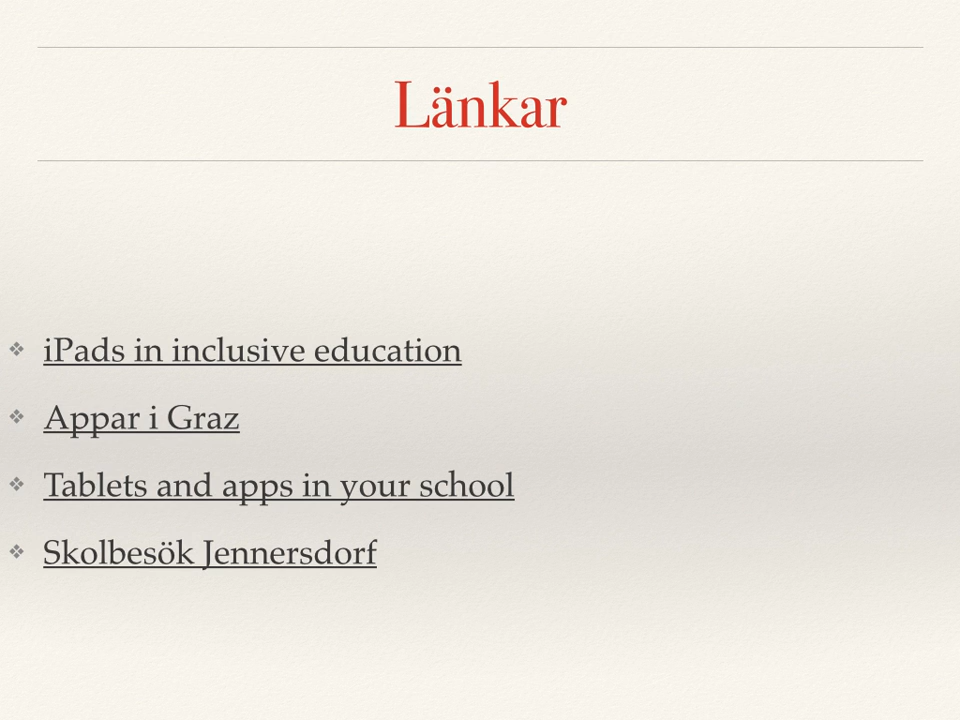 Länkar
iPads in inclusive education
Appar i Graz
Tablets and apps in your school
Skolbesök Jennersdorf